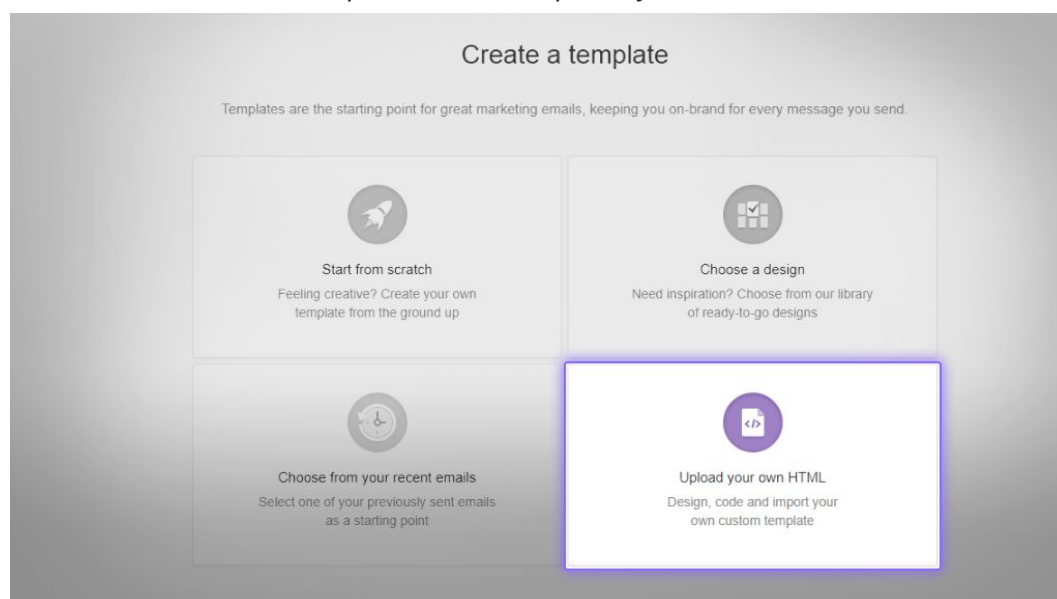 Create a template
Templates are the starting point for great marketing emails, keeping you on-brand for every message you send.
Start from scratch
Feeling creative? Create your own
template from the ground up
Choose a design
Need inspiration? Choose from our library
of ready-to-go designs
Choose from your recent emails
Select one of your previously sent emails
as a starting point
</>
Upload your own HTML
Design, code and import your
own custom template